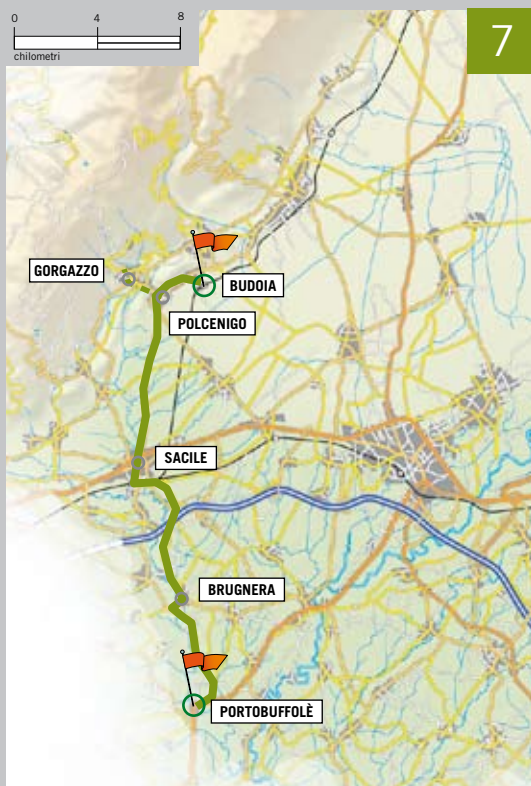 0 4 8
chilometri
7
GORGAZZO
BUDOIA
POLCENIGO
SACILE
BRUGNERA
PORTOBUFFOLÈ